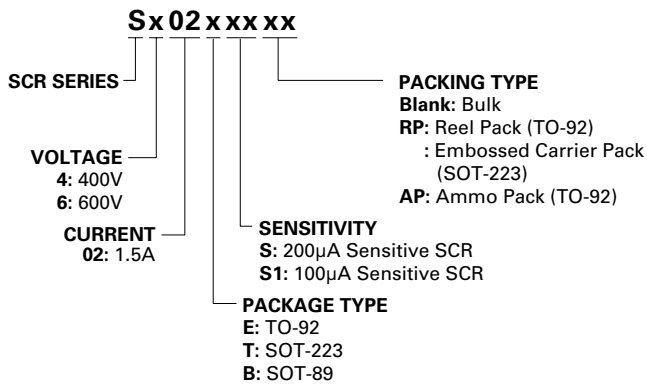 Sx02xxxxx
SCR SERIES
PACKING TYPE
Blank: Bulk
RP: Reel Pack (TO-92)
: Embossed Carrier Pack
(SOT-223)
AP: Ammo Pack (TO-92)
VOLTAGE
4: 400V
6: 600V
CURRENT
02: 1.5A
SENSITIVITY
S: 200µA Sensitive SCR
S1: 100µA Sensitive SCR
PACKAGE TYPE
E: TO-92
T: SOT-223
B: SOT-89